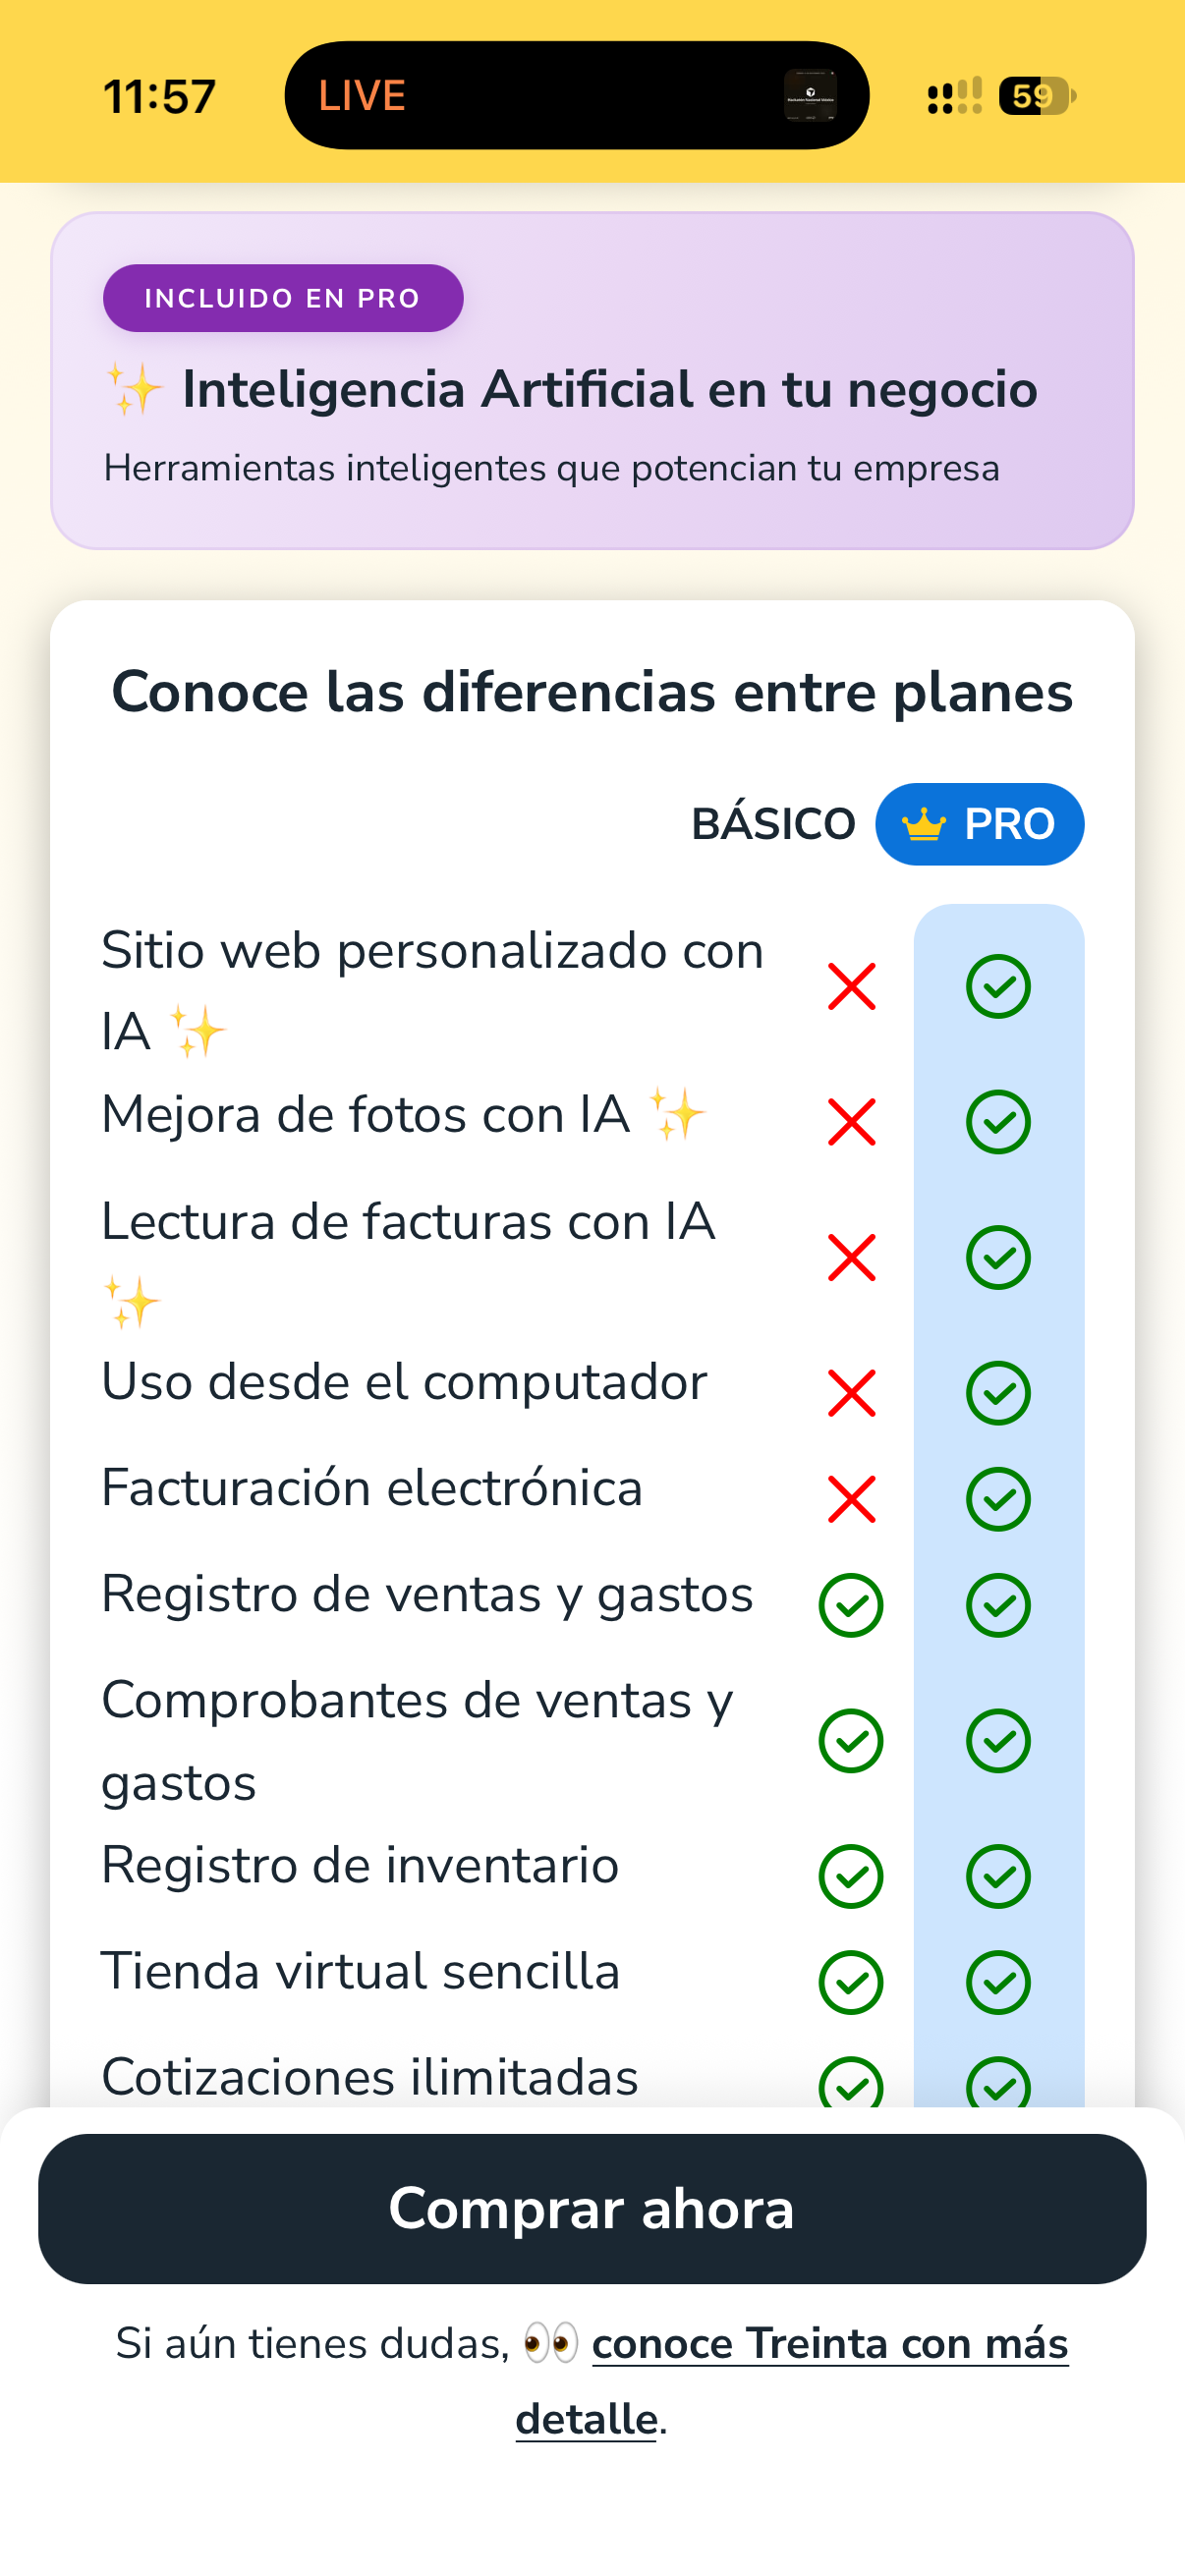 11:57
LIVE
59
INCLUIDO EN PRO
✨ Inteligencia Artificial en tu negocio
Herramientas inteligentes que potencian tu empresa
Conoce las diferencias entre planes
BÁSICO PRO
Sitio web personalizado con
IA ✨
Mejora de fotos con IA ✨
Lectura de facturas con IA
✨
Uso desde el computador
Facturación electrónica
Registro de ventas y gastos
Comprobantes de ventas y
gastos
Registro de inventario
Tienda virtual sencilla
Cotizaciones ilimitadas
Comprar ahora
Si aún tienes dudas, 👀 conoce Treinta con más
detalle.